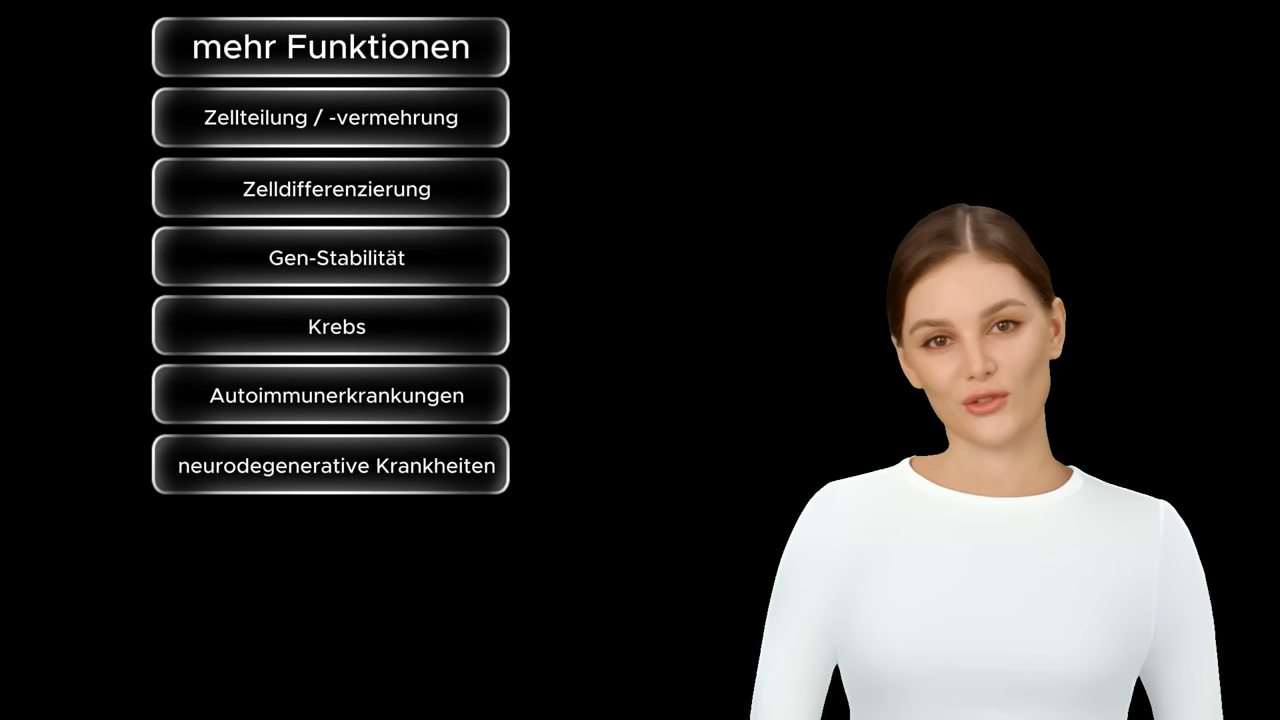 mehr Funktionen
Zellteilung / -vermehrung
Zelldifferenzierung
Gen-Stabilität
Krebs
Autoimmunerkrankungen
neurodegenerative Krankheiten